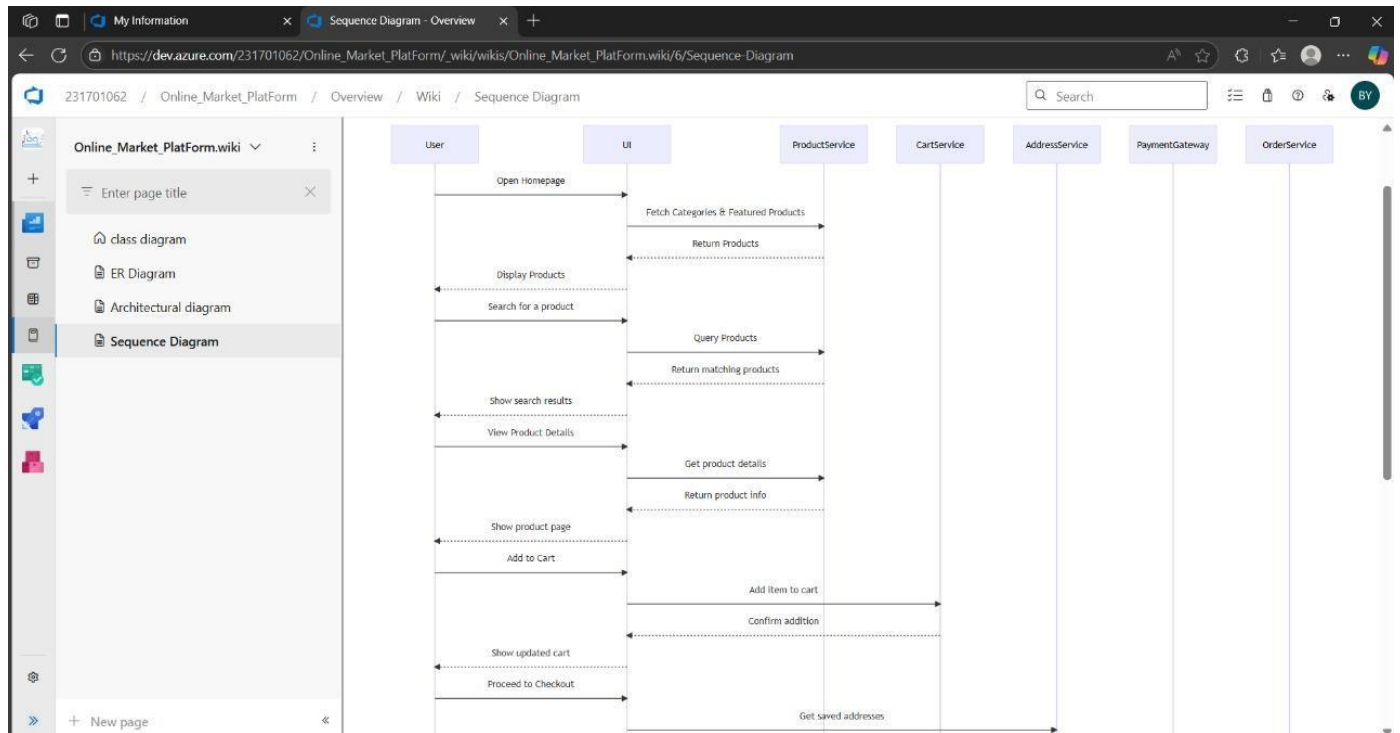 My Information
Sequence Diagram - Overview
https://dev.azure.com/231701062/Online_Market_PlatForm/_wiki/wikis/Online_Market_PlatForm.wiki/6/Sequence-Diagram
231701062 / Online_Market_PlatForm / Overview / Wiki / Sequence Diagram
Search
BY
Online_Market_PlatForm.wiki
Enter page title
class diagram
ER Diagram
Architectural diagram
Sequence Diagram
New page
User UI ProductService CartService AddressService PaymentGateway OrderService
Open Homepage
Fetch Categories & Featured Products
Return Products
Display Products
Search for a product
Query Products
Return matching products
Show search results
View Product Details
Get product details
Return product info
Show product page
Add to Cart
Add item to cart
Confirm addition
Show updated cart
Proceed to Checkout
Get saved addresses